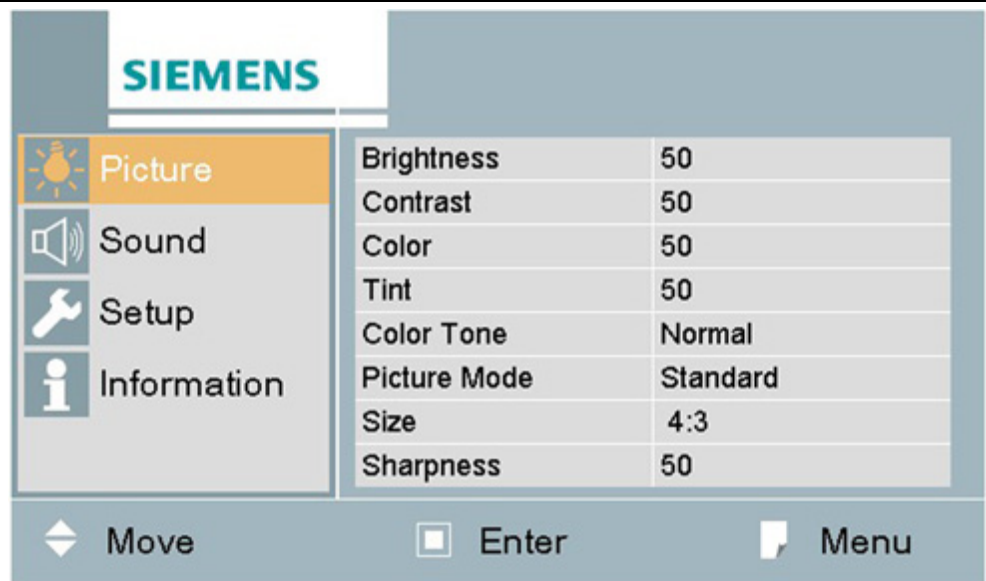 SIEMENS
Picture
Sound
Setup
Information
Brightness 50
Contrast 50
Color 50
Tint 50
Color Tone Normal
Picture Mode Standard
Size 4:3
Sharpness 50
Move Enter Menu